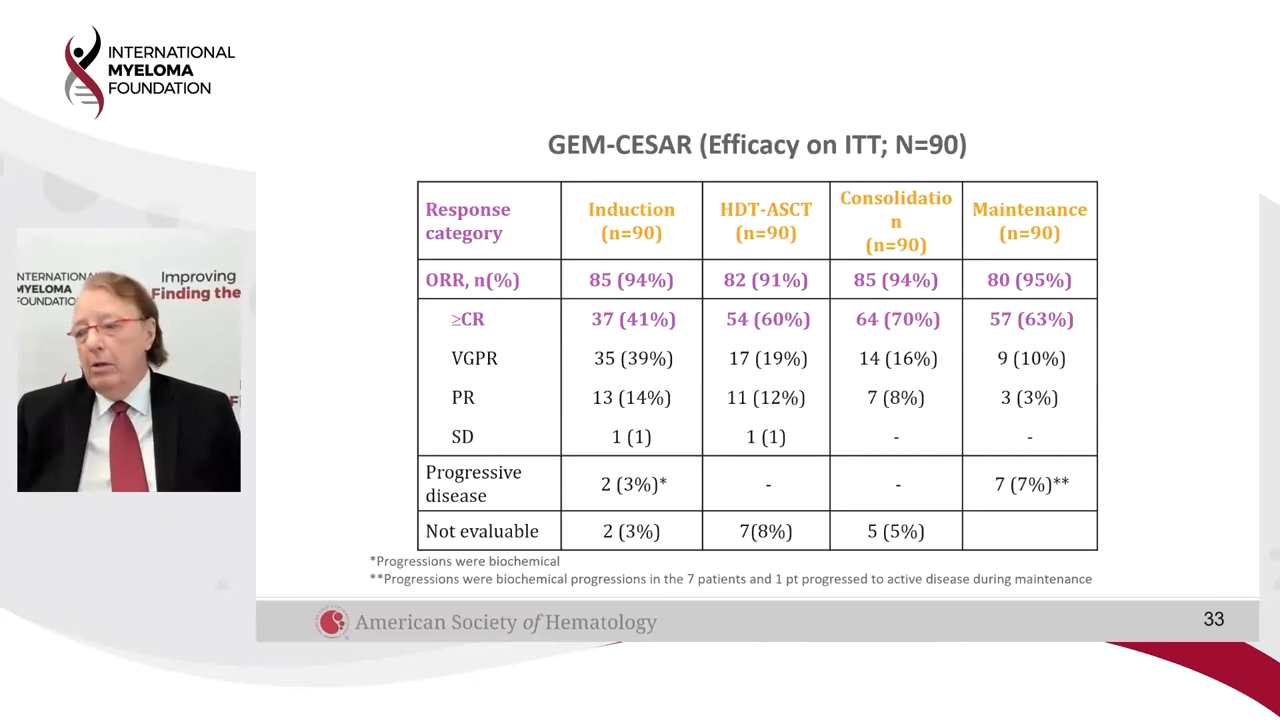 INTERNATIONAL
MYELOMA
FOUNDATION
GEM-CESAR (Efficacy on ITT; N=90)
Response category Induction (n=90) HDT-ASCT (n=90) Consolidatio n (n=90) Maintenance (n=90)
ORR, n(%) 85 (94%) 82 (91%) 85 (94%) 80 (95%)
≥CR 37 (41%) 54 (60%) 64 (70%) 57 (63%)
VGPR 35 (39%) 17 (19%) 14 (16%) 9 (10%)
PR 13 (14%) 11 (12%) 7 (8%) 3 (3%)
SD 1 (1) 1 (1) - -
Progressive disease 2 (3%)* - - 7 (7%)**
Not evaluable 2 (3%) 7(8%) 5 (5%)
*Progressions were biochemical
**Progressions were biochemical progressions in the 7 patients and 1 pt progressed to active disease during maintenance
INTERNATIONAL
MYELOMA
FOUNDATION
Improving
Finding the
American Society of Hematology
33